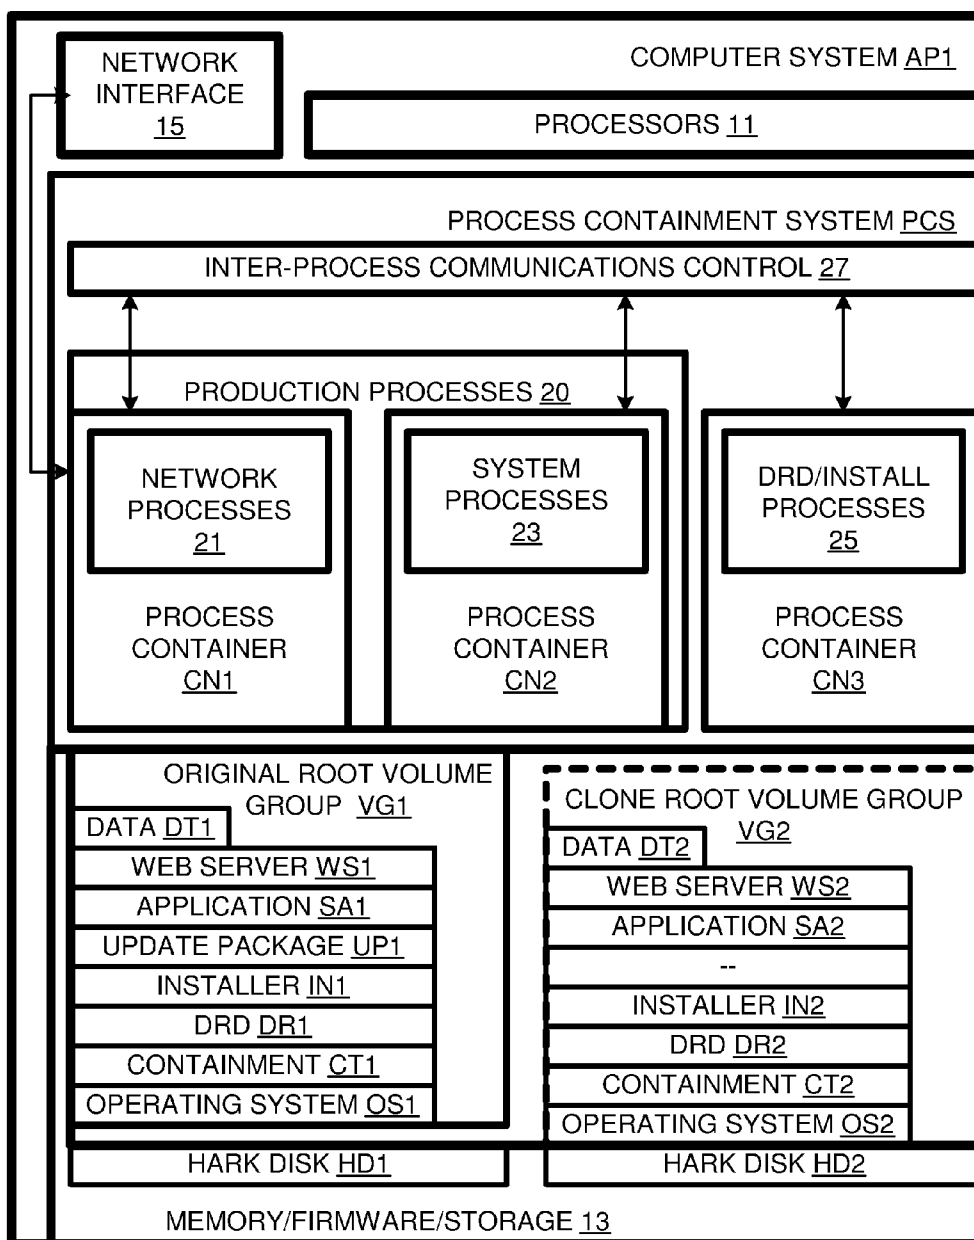 NETWORK
INTERFACE
15
COMPUTER SYSTEM AP1
PROCESSORS 11
PROCESS CONTAINMENT SYSTEM PCS
INTER-PROCESS COMMUNICATIONS CONTROL 27
PRODUCTION PROCESSES 20
NETWORK
PROCESSES
21
PROCESS
CONTAINER
CN1
SYSTEM
PROCESSES
23
PROCESS
CONTAINER
CN2
DRD/INSTALL
PROCESSES
25
PROCESS
CONTAINER
CN3
ORIGINAL ROOT VOLUME
GROUP VG1
DATA DT1
WEB SERVER WS1
APPLICATION SA1
UPDATE PACKAGE UP1
INSTALLER IN1
DRD DR1
CONTAINMENT CT1
OPERATING SYSTEM OS1
HARK DISK HD1
CLONE ROOT VOLUME GROUP
VG2
DATA DT2
WEB SERVER WS2
APPLICATION SA2
--
INSTALLER IN2
DRD DR2
CONTAINMENT CT2
OPERATING SYSTEM OS2
HARK DISK HD2
MEMORY/FIRMWARE/STORAGE 13